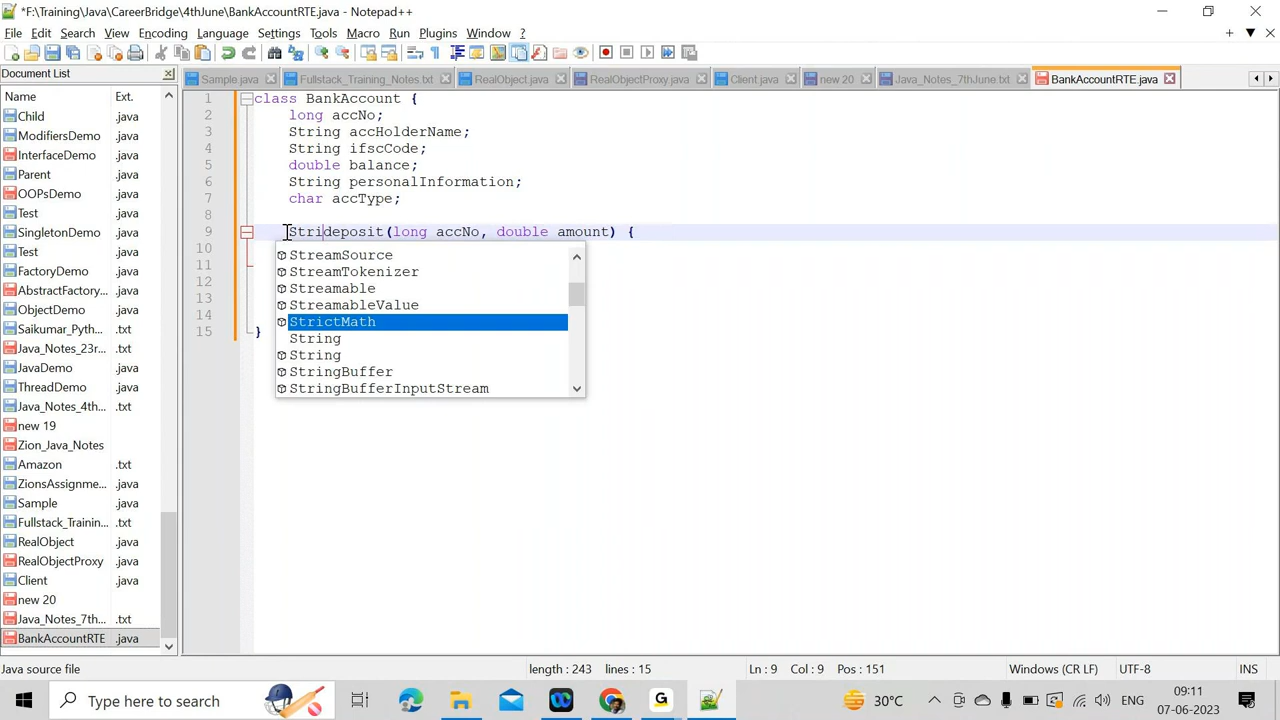 *F:\Training\Java\CareerBridge\4thJune\BankAccountRTE.java - Notepad++
File Edit Search View Encoding Language Settings Tools Macro Run Plugins Window ?
Document List
Sample.java Fullstack_Training_Notes.txt RealObject.java RealObjectProxy.java Client.java new 20 Java_Notes_7thJune.txt BankAccountRTE.java
Name Ext.
Child .java
ModifiersDemo .java
InterfaceDemo .java
Parent .java
OOPsDemo .java
Test .java
SingletonDemo .java
Test .java
FactoryDemo .java
AbstractFactory... .java
ObjectDemo .java
Saikumar_Pyth... .txt
Java_Notes_23r... .txt
JavaDemo .java
ThreadDemo .java
Java_Notes_4th... .txt
new 19
Zion_Java_Notes
Amazon .txt
ZionsAssignme... .java
Sample .java
Fullstack_Trainin... .txt
RealObject .java
RealObjectProxy .java
Client .java
new 20
Java_Notes_7th... .txt
BankAccountRTE .java
1 class BankAccount {
2 long accNo;
3 String accHolderName;
4 String ifscCode;
5 double balance;
6 String personalInformation;
7 char accType;
8
9 Strideposit(long accNo, double amount) {
10
11
12
13
14
15 }
StreamSource
StreamTokenizer
Streamable
StreamableValue
StrictMath
String
String
StringBuffer
StringBufferInputStream
Java source file length : 243 lines : 15 Ln : 9 Col : 9 Pos : 151 Windows (CR LF) UTF-8 INS
Type here to search
30°C
ENG
09:11
07-06-2023